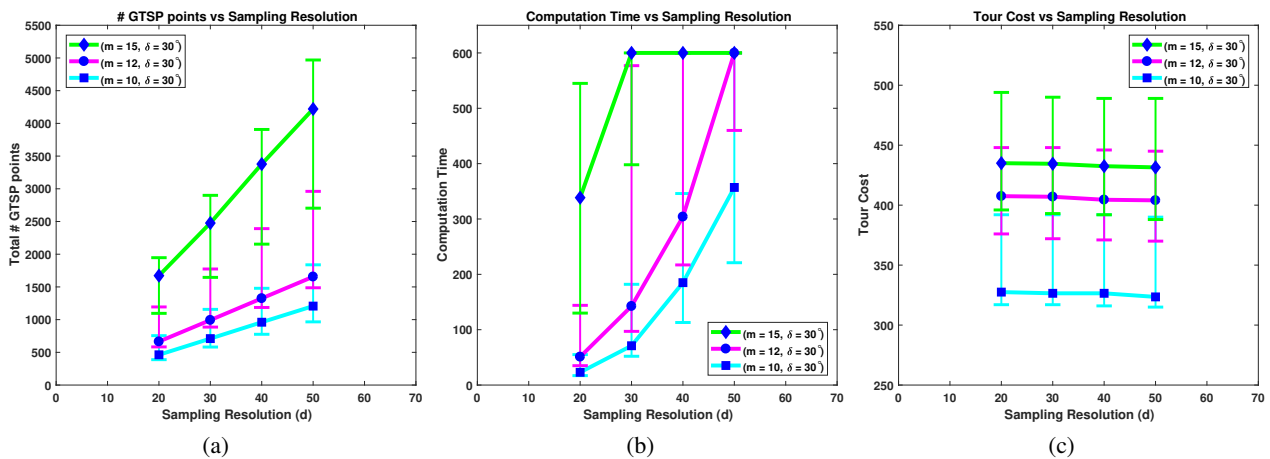 # GTSP points vs Sampling Resolution
(m = 15, δ = 30°)
(m = 12, δ = 30°)
(m = 10, δ = 30°)
Total # GTSP points
5500
5000
4500
4000
3500
3000
2500
2000
1500
1000
500
0
0 10 20 30 40 50 60 70
Sampling Resolution (d)
(a)
Computation Time vs Sampling Resolution
Computation Time
600
500
400
300
200
100
0
(m = 15, δ = 30°)
(m = 12, δ = 30°)
(m = 10, δ = 30°)
0 10 20 30 40 50 60 70
Sampling Resolution (d)
(b)
Tour Cost vs Sampling Resolution
(m = 15, δ = 30°)
(m = 12, δ = 30°)
(m = 10, δ = 30°)
Tour Cost
550
500
450
400
350
300
250
0 10 20 30 40 50 60 70
Sampling Resolution (d)
(c)